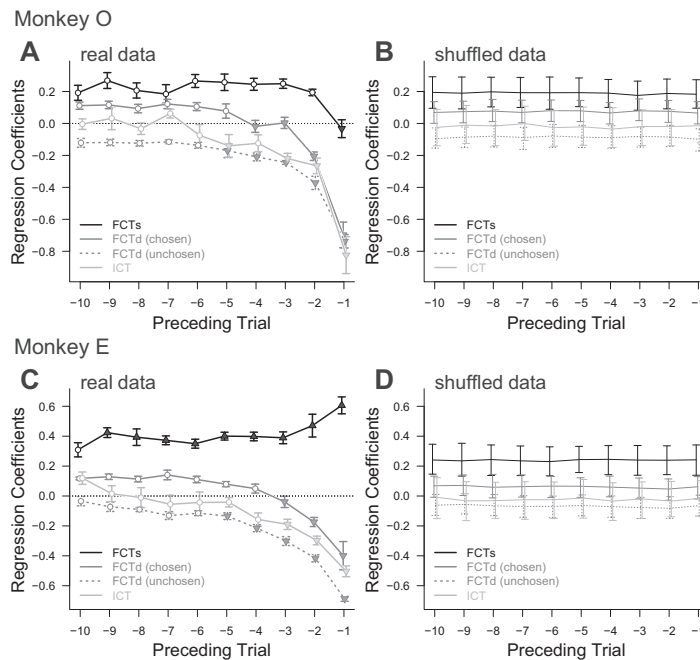 Monkey O
A real data
B shuffled data
Regression Coefficients
0.2
0.0
−0.2
−0.4
−0.6
−0.8
FCTs
FCTd (chosen)
FCTd (unchosen)
ICT
−10 −9 −8 −7 −6 −5 −4 −3 −2 −1
Preceding Trial
Regression Coefficients
0.2
0.0
−0.2
−0.4
−0.6
−0.8
FCTs
FCTd (chosen)
FCTd (unchosen)
ICT
−10 −9 −8 −7 −6 −5 −4 −3 −2 −1
Preceding Trial
Monkey E
C real data
D shuffled data
Regression Coefficients
0.6
0.4
0.2
0.0
−0.2
−0.4
−0.6
FCTs
FCTd (chosen)
FCTd (unchosen)
ICT
−10 −9 −8 −7 −6 −5 −4 −3 −2 −1
Preceding Trial
Regression Coefficients
0.6
0.4
0.2
0.0
−0.2
−0.4
−0.6
FCTs
FCTd (chosen)
FCTd (unchosen)
ICT
−10 −9 −8 −7 −6 −5 −4 −3 −2 −1
Preceding Trial